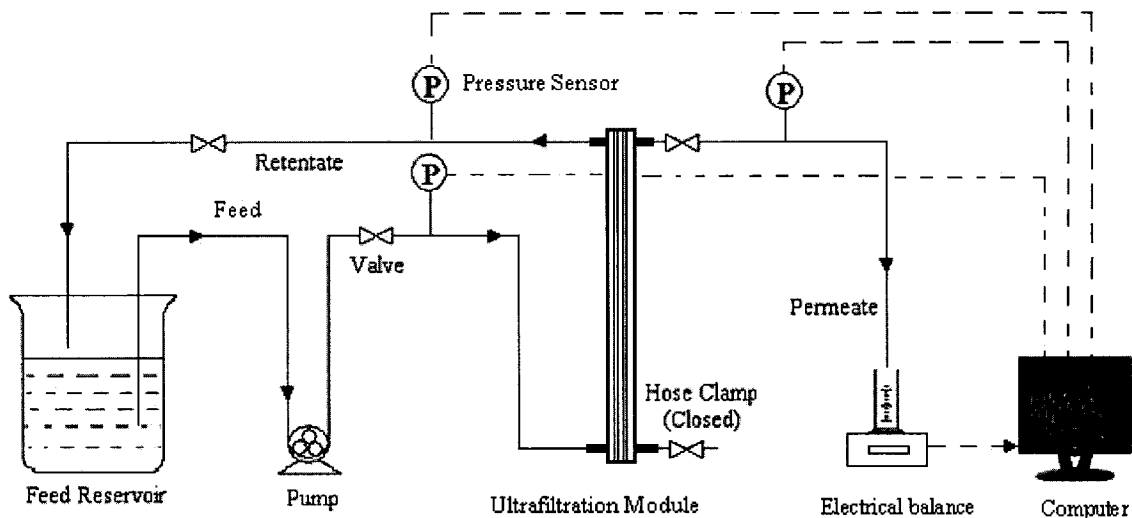 P
Pressure Sensor
P
Retentate
P
Feed
Valve
Permeate
Hose Clamp
(Closed)
Feed Reservoir
Pump
Ultrafiltration Module
Electrical balance
Computer